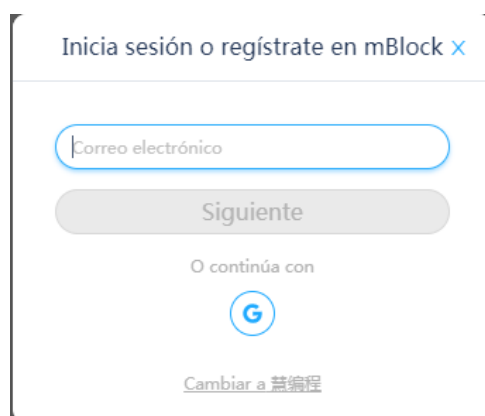 Inicia sesión o regístrate en mBlock ×
Correo electrónico
Siguiente
O continúa con
G
Cambiar a 慧编程